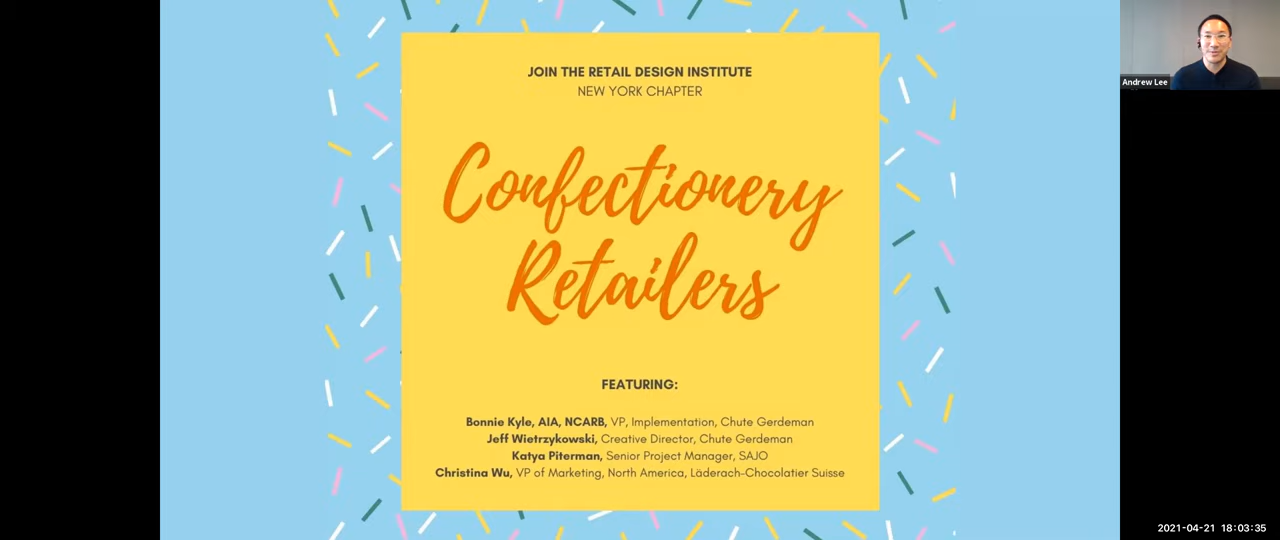 JOIN THE RETAIL DESIGN INSTITUTE
NEW YORK CHAPTER
Confectionery
Retailers
FEATURING:
Bonnie Kyle, AIA, NCARB, VP, Implementation, Chute Gerdeman
Jeff Wietrzykowski, Creative Director, Chute Gerdeman
Katya Piterman, Senior Project Manager, SAJO
Christina Wu, VP of Marketing, North America, Läderach-Chocolatier Suisse
Andrew Lee
2021-04-21 18:03:35